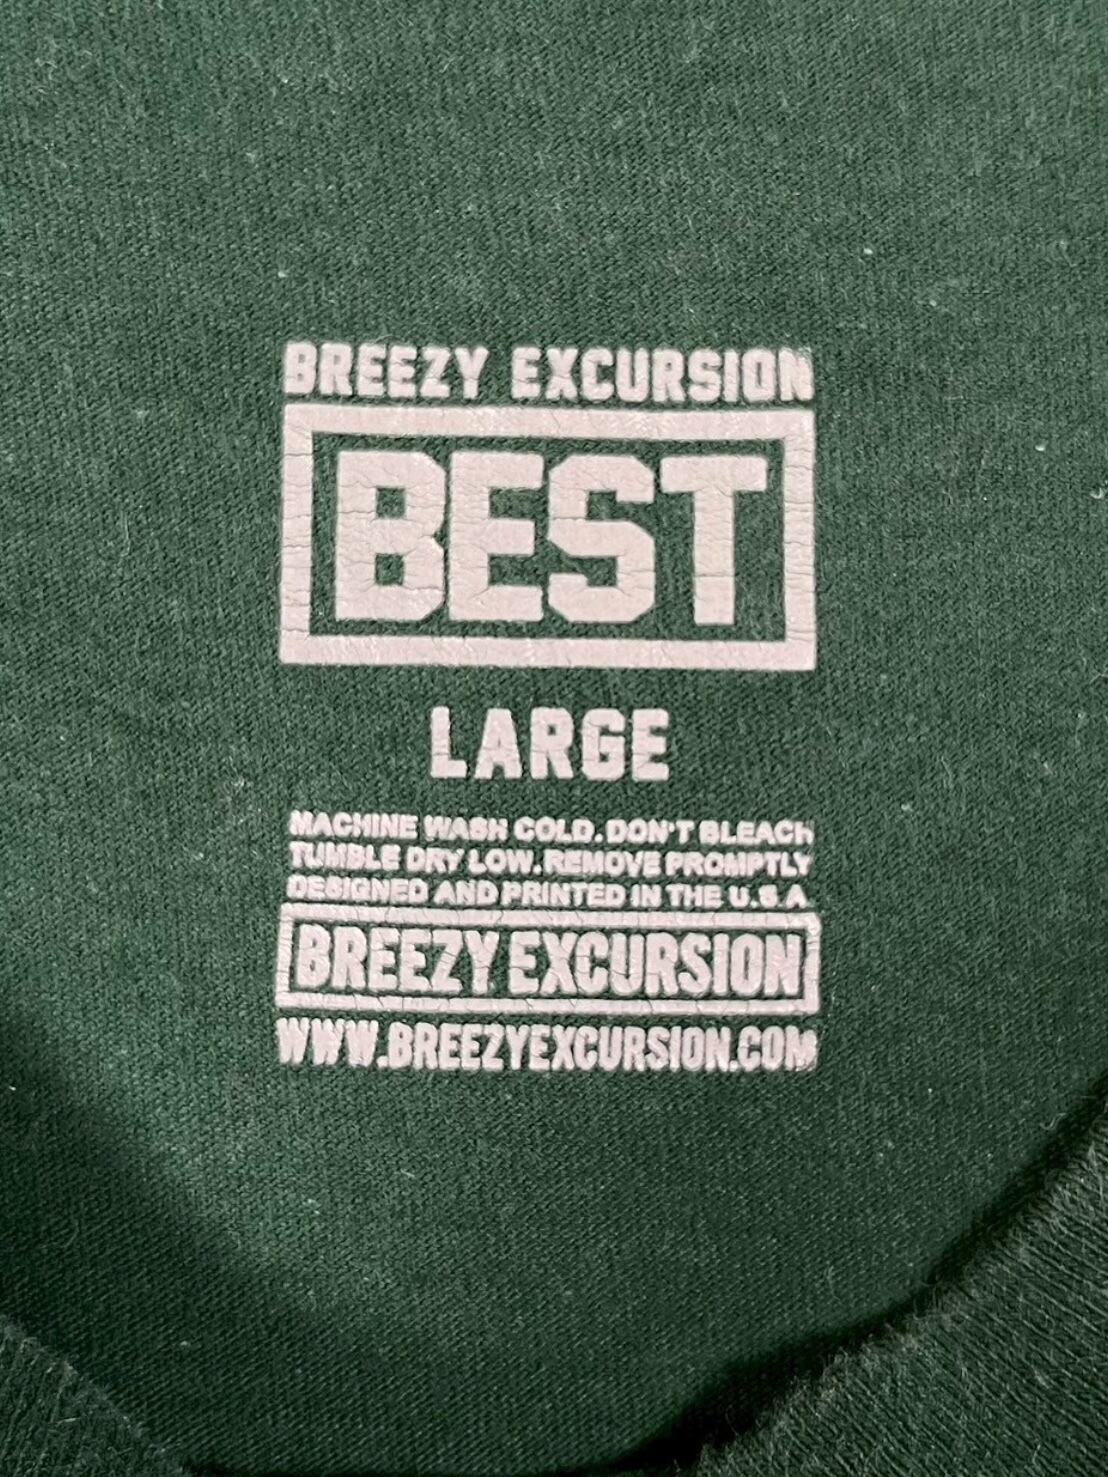 BREEZY EXCURSION
BEST
LARGE
MACHINE WASH COLD. DON'T BLEACH
TUMBLE DRY LOW. REMOVE PROMPTLY
DESIGNED AND PRINTED IN THE U.S.A
BREEZY EXCURSION
WWW.BREEZYEXCURSION.COM